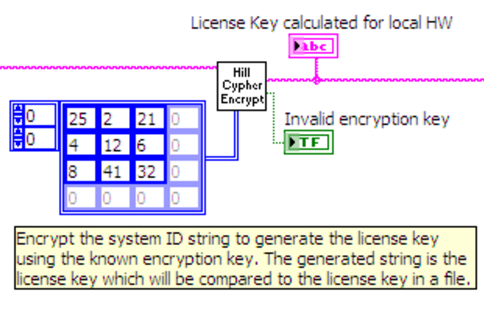 License Key calculated for local HW
abc
Hill
Cypher
Encrypt
Invalid encryption key
TF
0
0
25 2 21 0
4 12 6 0
8 41 32 0
0 0 0 0
Encrypt the system ID string to generate the license key
using the known encryption key. The generated string is the
license key which will be compared to the license key in a file.